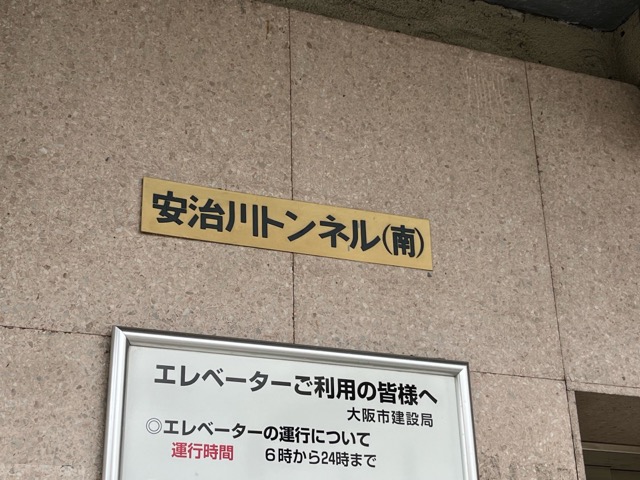 安治川トンネル(南)
エレベーターご利用の皆様へ
大阪市建設局
◎エレベーターの運行について
運行時間 6時から24時まで